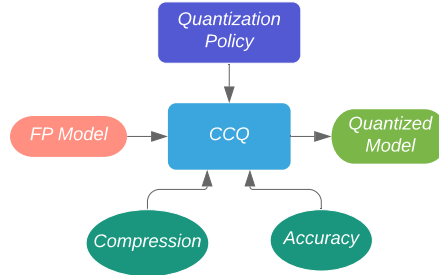 Quantization
Policy
FP Model
CCQ
Quantized
Model
Compression
Accuracy